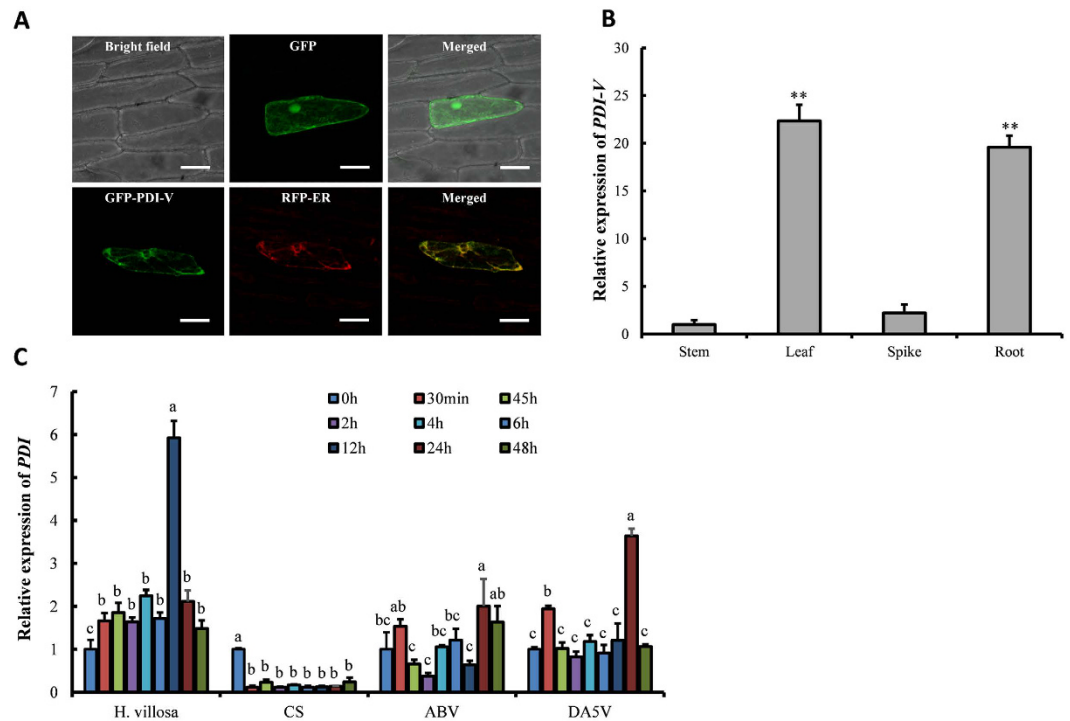 A
Bright field
GFP
Merged
GFP-PDI-V
RFP-ER
Merged
B
Relative expression of PDI-V
30
25
20
15
10
5
0
**
**
Stem
Leaf
Spike
Root
C
Relative expression of PDI
7
6
5
4
3
2
1
0
0h
30min
45h
2h
4h
6h
12h
24h
48h
c b b b b b a b b
a b b b b b b b b
bc ab c c bc bc c a ab
c b c c c c c a c
H. villosa
CS
ABV
DA5V